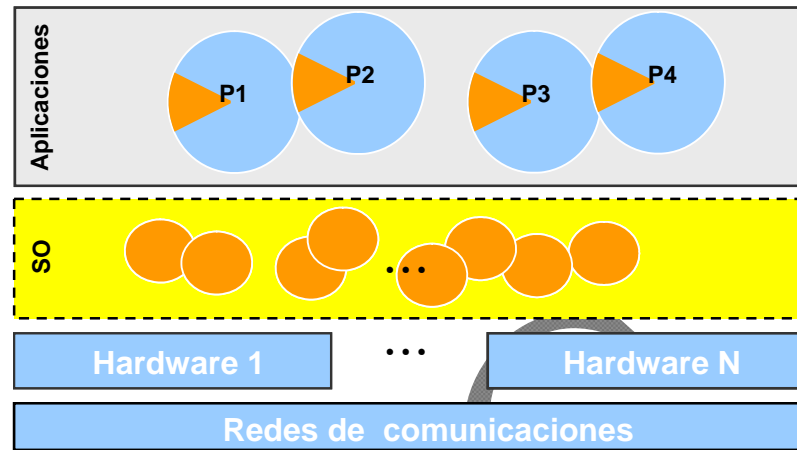 Aplicaciones
P1
P2
P3
P4
SO
...
Hardware 1
...
Hardware N
Redes de comunicaciones